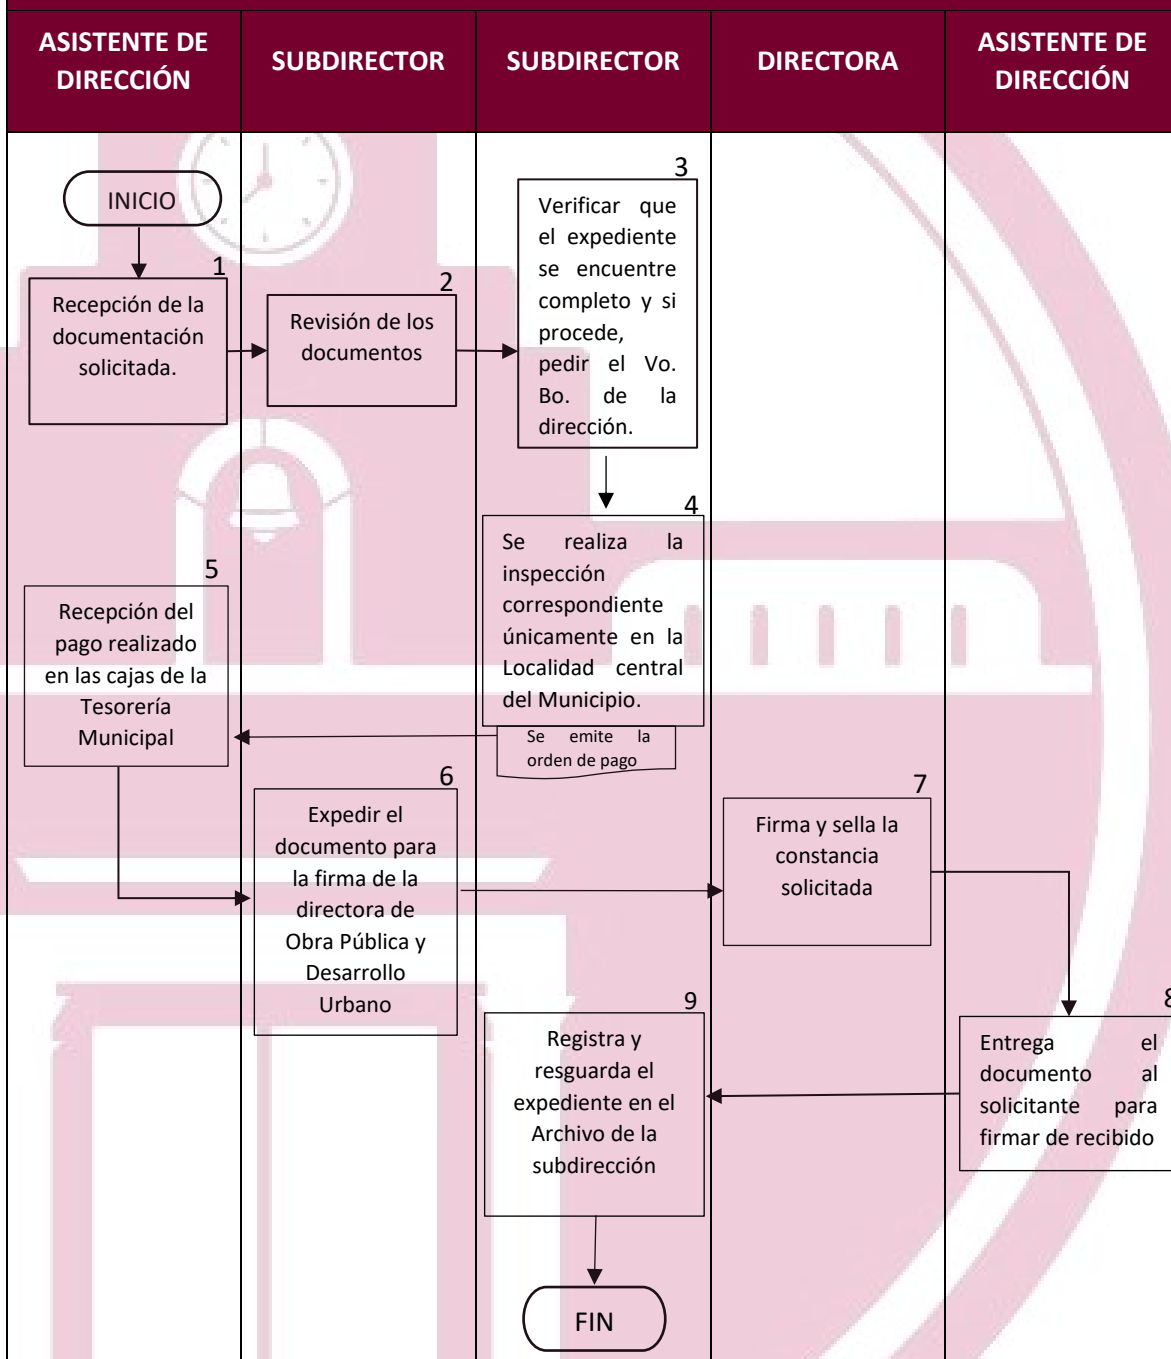 ASISTENTE DE
DIRECCIÓN
SUBDIRECTOR
SUBDIRECTOR
DIRECTORA
ASISTENTE DE
DIRECCIÓN
INICIO
1
Recepción de la
documentación
solicitada.
2
Revisión de los
documentos
3
Verificar que
el expediente
se encuentre
completo y si
procede,
pedir el Vo.
Bo. de la
dirección.
4
Se realiza la
inspección
correspondiente
únicamente en la
Localidad central
del Municipio.
Se emite la
orden de pago
5
Recepción del
pago realizado
en las cajas de la
Tesorería
Municipal
6
Expedir el
documento para
la firma de la
directora de
Obra Pública y
Desarrollo
Urbano
7
Firma y sella la
constancia
solicitada
8
Entrega el
documento al
solicitante para
firmar de recibido
9
Registra y
resguarda el
expediente en el
Archivo de la
subdirección
FIN